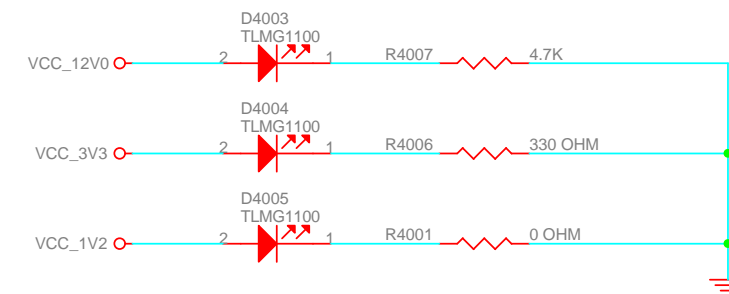 D4003
TLMG1100
VCC_12V0 2 1 R4007 4.7K
D4004
TLMG1100
VCC_3V3 2 1 R4006 330 OHM
D4005
TLMG1100
VCC_1V2 2 1 R4001 0 OHM